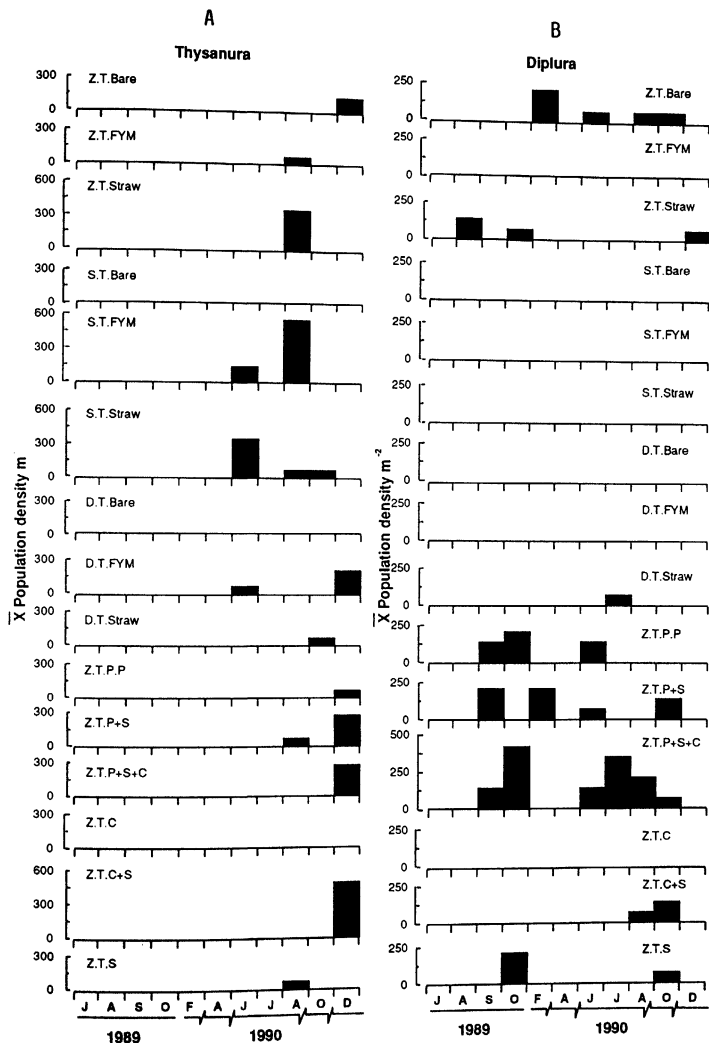 A
Thysanura
X̄ Population density m
300
0
Z.T.Bare
300
0
Z.T.FYM
600
300
0
Z.T.Straw
300
0
S.T.Bare
600
300
0
S.T.FYM
600
300
0
S.T.Straw
300
0
D.T.Bare
300
0
D.T.FYM
300
0
D.T.Straw
300
0
Z.T.P.P
300
0
Z.T.P+S
300
0
Z.T.P+S+C
300
0
Z.T.C
600
300
0
Z.T.C+S
300
0
Z.T.S
J A S O F A J J A O D
1989 1990
B
Diplura
X̄ Population density m⁻²
250
0
Z.T.Bare
250
0
Z.T.FYM
250
0
Z.T.Straw
250
0
S.T.Bare
250
0
S.T.FYM
250
0
S.T.Straw
250
0
D.T.Bare
250
0
D.T.FYM
250
0
D.T.Straw
250
0
Z.T.P.P
250
0
Z.T.P+S
500
250
0
Z.T.P+S+C
250
0
Z.T.C
250
0
Z.T.C+S
250
0
Z.T.S
J A S O F A J J A O D
1989 1990